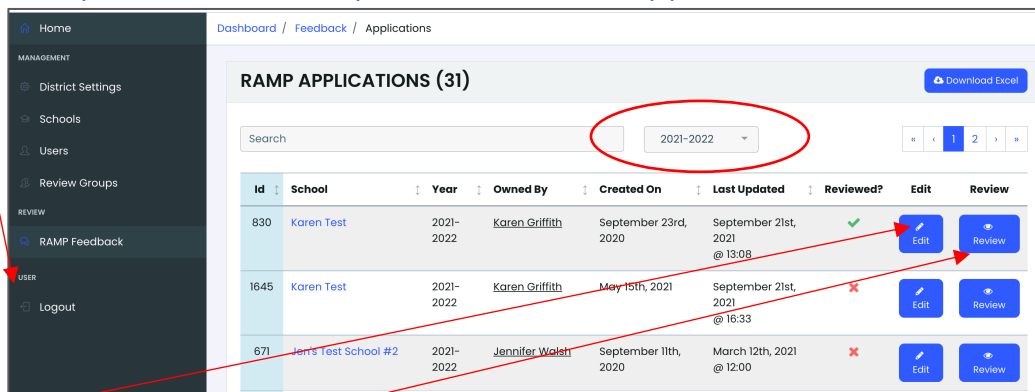 Home
MANAGEMENT
District Settings
Schools
Users
Review Groups
REVIEW
RAMP Feedback
USER
Logout
Dashboard / Feedback / Applications
RAMP APPLICATIONS (31)
Download Excel
Search
2021-2022
« ‹ 1 2 › »
Id School Year Owned By Created On Last Updated Reviewed? Edit Review
830 Karen Test 2021- Karen Griffith September 23rd, September 21st,
2022 2020 2021
@ 13:08
Edit Review
1645 Karen Test 2021- Karen Griffith May 15th, 2021 September 21st,
2022 2021
@ 16:33
Edit Review
671 Jen's Test School #2 2021- Jennifer Walsh September 11th, March 12th, 2021
2022 2020 @ 12:00
Edit Review